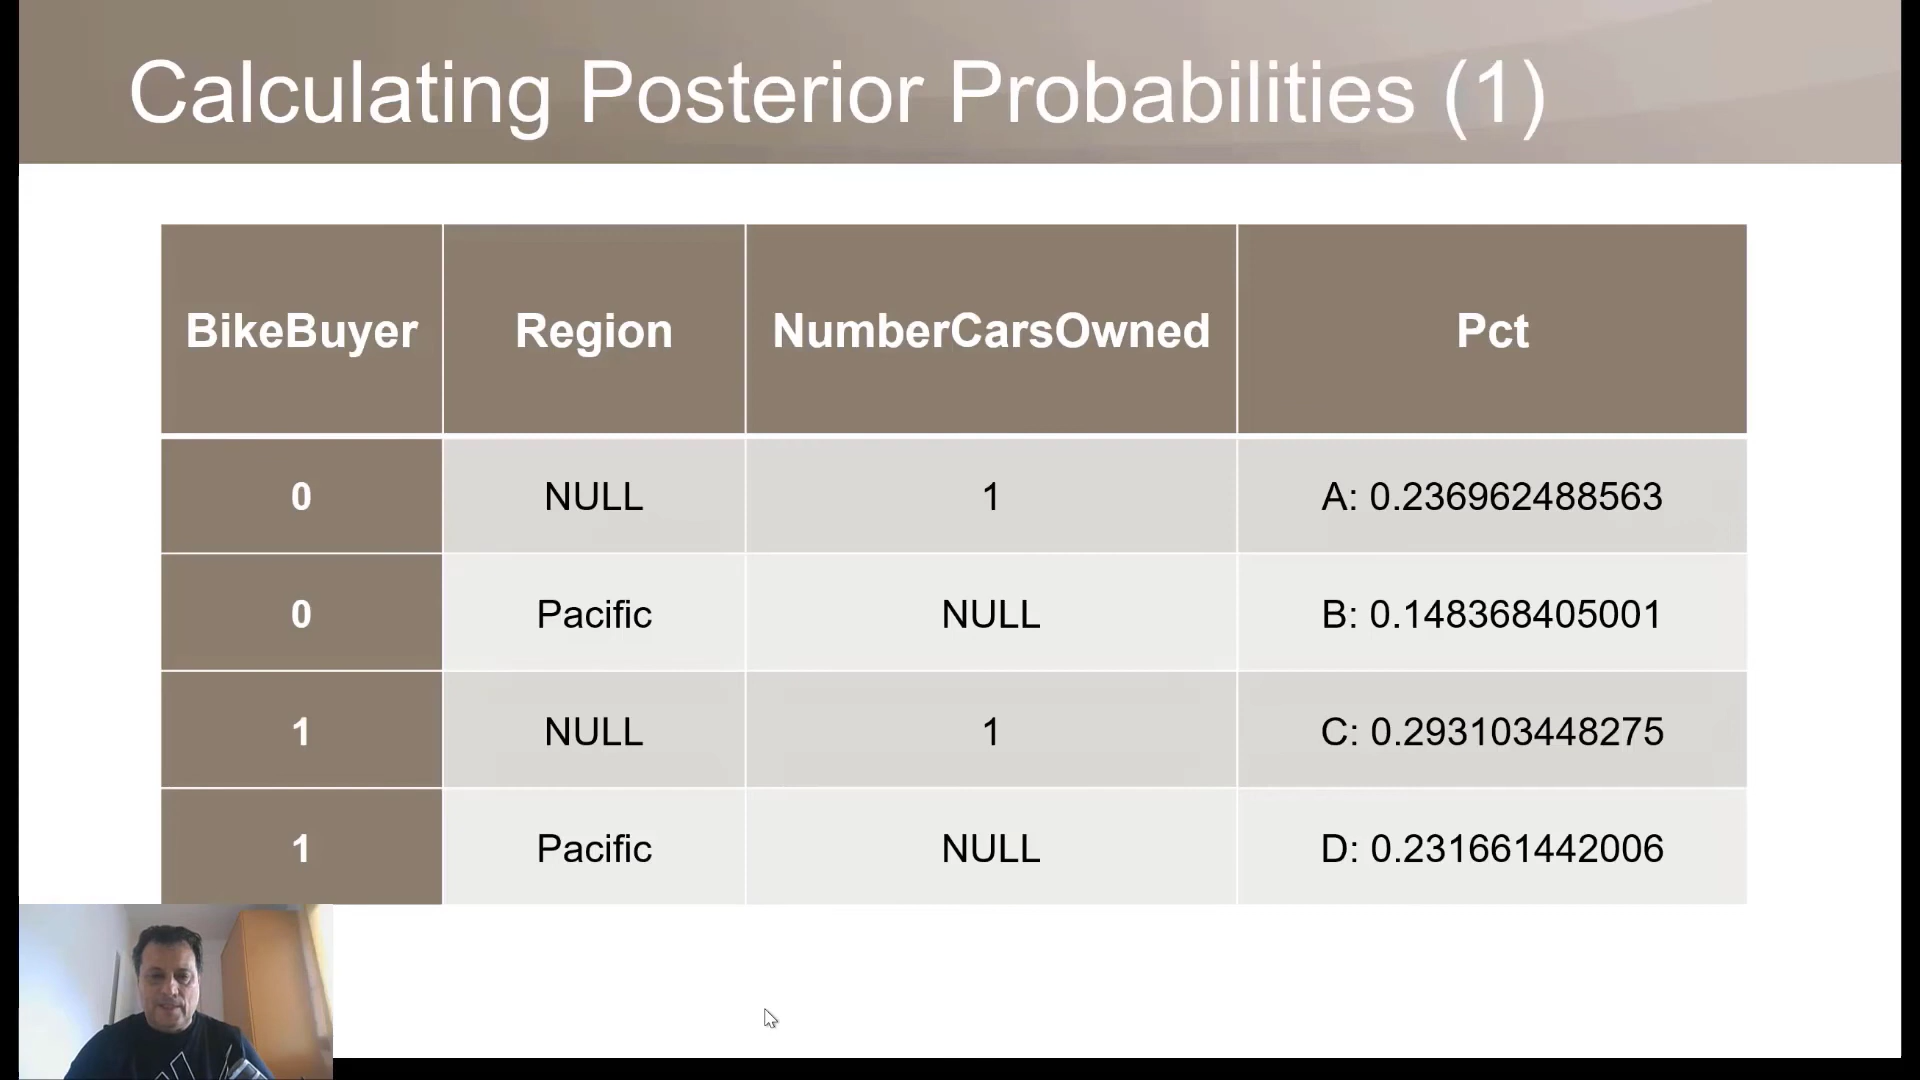 Calculating Posterior Probabilities (1)
BikeBuyer Region NumberCarsOwned Pct
0 NULL 1 A: 0.236962488563
0 Pacific NULL B: 0.148368405001
1 NULL 1 C: 0.293103448275
1 Pacific NULL D: 0.231661442006